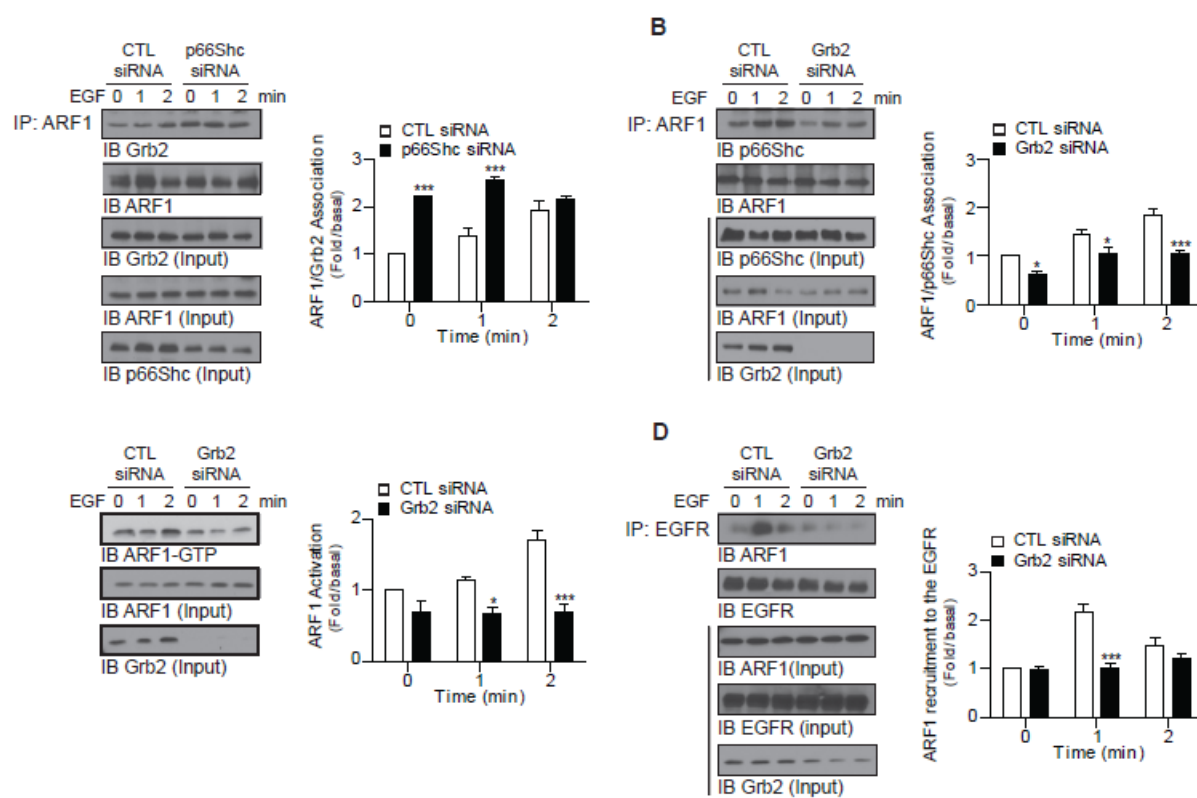 CTL siRNA p66Shc siRNA
EGF 0 1 2 0 1 2 min
IP: ARF1
IB Grb2
IB ARF1
IB Grb2 (Input)
IB ARF1 (Input)
IB p66Shc (Input)
CTL siRNA
p66Shc siRNA
ARF1/Grb2 Association
(Fold/basal)
3
2
1
0
*** ***
0 1 2
Time (min)
B
CTL siRNA Grb2 siRNA
EGF 0 1 2 0 1 2 min
IP: ARF1
IB p66Shc
IB ARF1
IB p66Shc (Input)
IB ARF1 (Input)
IB Grb2 (Input)
CTL siRNA
Grb2 siRNA
ARF1/p66Shc Association
(Fold/basal)
3
2
1
0
* * ***
0 1 2
Time (min)
CTL siRNA Grb2 siRNA
EGF 0 1 2 0 1 2 min
IB ARF1-GTP
IB ARF1 (Input)
IB Grb2 (Input)
CTL siRNA
Grb2 siRNA
ARF1 Activation
(Fold/basal)
2
1
0
* ***
0 1 2
Time (min)
D
CTL siRNA Grb2 siRNA
EGF 0 1 2 0 1 2 min
IP: EGFR
IB ARF1
IB EGFR
IB ARF1(Input)
IB EGFR (input)
IB Grb2 (Input)
CTL siRNA
Grb2 siRNA
ARF1 recruitment to the EGFR
(Fold/basal)
3
2
1
0
***
0 1 2
Time (min)